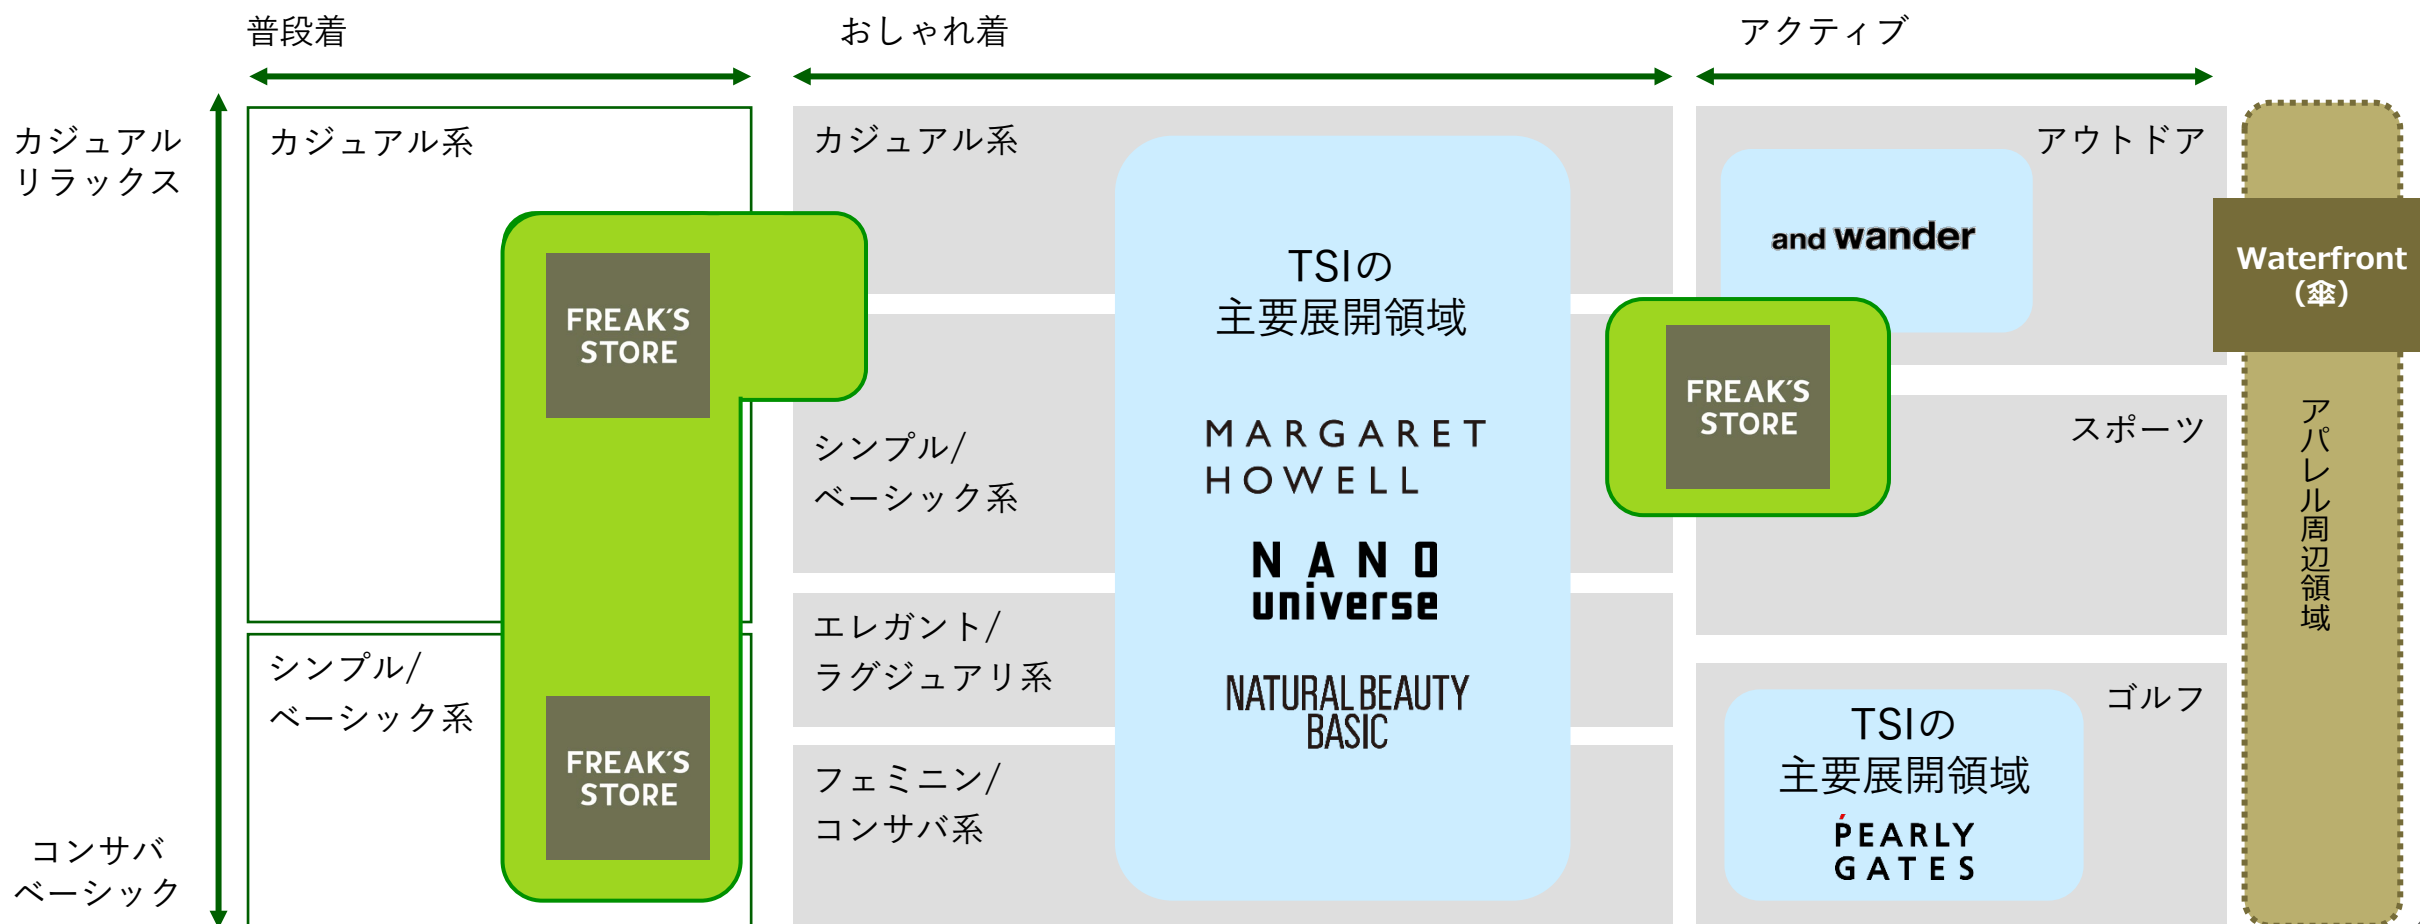 普段着
おしゃれ着
アクティブ
カジュアル
リラックス
コンサバ
ベーシック
カジュアル系
シンプル/
ベーシック系
FREAK'S
STORE
FREAK'S
STORE
カジュアル系
シンプル/
ベーシック系
エレガント/
ラグジュアリ系
フェミニン/
コンサバ系
TSIの
主要展開領域
MARGARET
HOWELL
NANO
universe
NATURAL BEAUTY
BASIC
アウトドア
and wander
FREAK'S
STORE
スポーツ
ゴルフ
TSIの
主要展開領域
PEARLY
GATES
Waterfront
(傘)
アパレル周辺領域